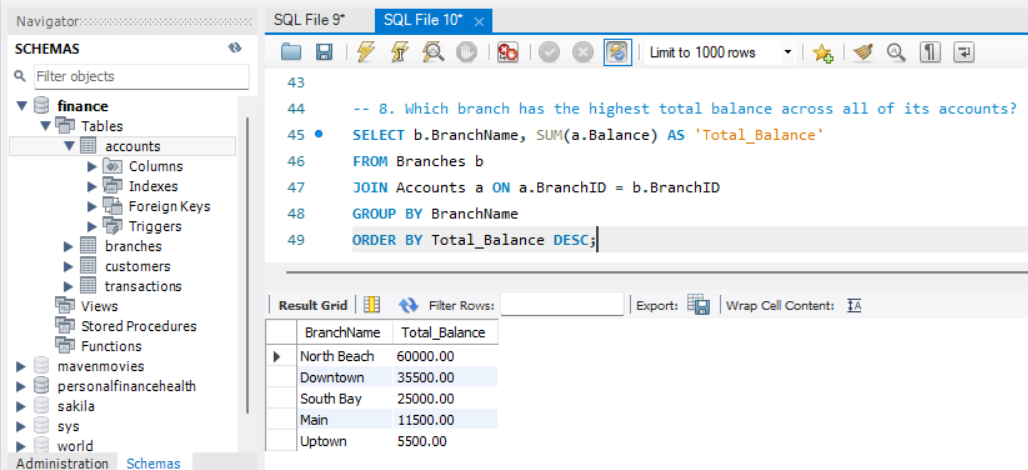 Navigator
SCHEMAS
Filter objects
finance
Tables
accounts
Columns
Indexes
Foreign Keys
Triggers
branches
customers
transactions
Views
Stored Procedures
Functions
mavenmovies
personalfinancehealth
sakila
sys
world
Administration Schemas
SQL File 9* SQL File 10*
Limit to 1000 rows
43
44 -- 8. Which branch has the highest total balance across all of its accounts?
45 SELECT b.BranchName, SUM(a.Balance) AS 'Total_Balance'
46 FROM Branches b
47 JOIN Accounts a ON a.BranchID = b.BranchID
48 GROUP BY BranchName
49 ORDER BY Total_Balance DESC;
Result Grid Filter Rows: Export: Wrap Cell Content:
BranchName Total_Balance
North Beach 60000.00
Downtown 35500.00
South Bay 25000.00
Main 11500.00
Uptown 5500.00